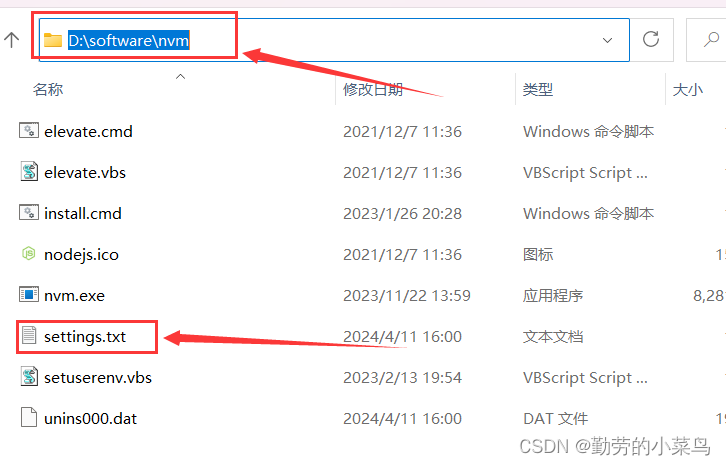 D:\software\nvm
名称 修改日期 类型 大小
elevate.cmd 2021/12/7 11:36 Windows 命令脚本
elevate.vbs 2021/12/7 11:36 VBScript Script ...
install.cmd 2023/1/26 20:28 Windows 命令脚本
nodejs.ico 2021/12/7 11:36 图标 15
nvm.exe 2023/11/22 13:59 应用程序 8,281
settings.txt 2024/4/11 16:00 文本文档
setuserenv.vbs 2023/2/13 19:54 VBScript Script ...
unins000.dat 2024/4/11 16:00 DAT 文件
CSDN @勤劳的小菜鸟